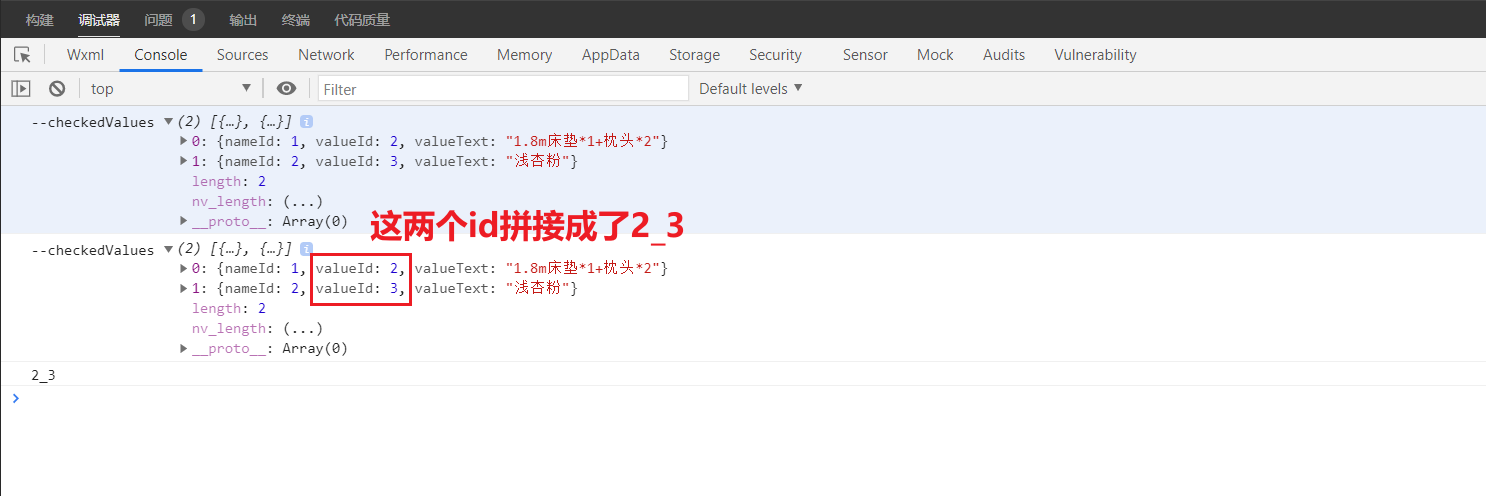 构建 调试器 问题 1 输出 终端 代码质量
Wxml Console Sources Network Performance Memory AppData Storage Security Sensor Mock Audits Vulnerability
top Filter Default levels
--checkedValues (2) [{…}, {…}]
0: {nameId: 1, valueId: 2, valueText: "1.8m床垫*1+枕头*2"}
1: {nameId: 2, valueId: 3, valueText: "浅杏粉"}
length: 2
nv_length: (...)
__proto__: Array(0)
这两个id拼接成了2_3
--checkedValues (2) [{…}, {…}]
0: {nameId: 1, valueId: 2, valueText: "1.8m床垫*1+枕头*2"}
1: {nameId: 2, valueId: 3, valueText: "浅杏粉"}
length: 2
nv_length: (...)
__proto__: Array(0)
2_3